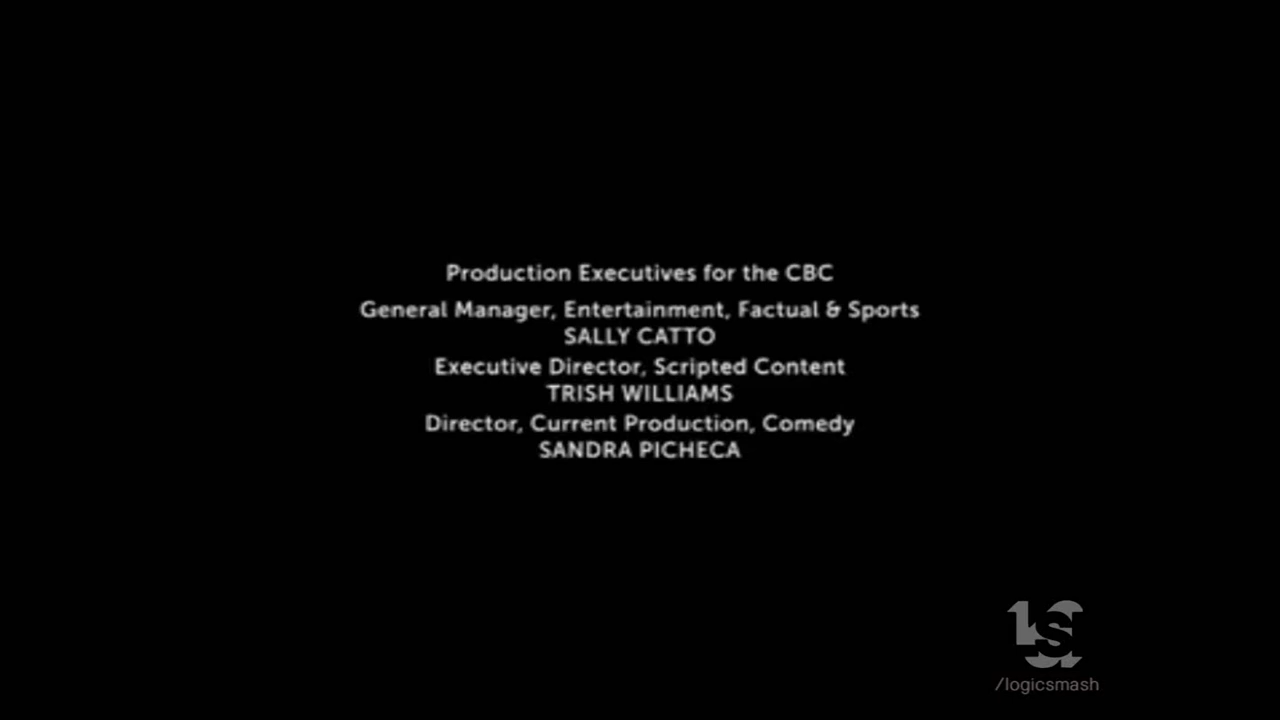 Production Executives for the CBC
General Manager, Entertainment, Factual & Sports
SALLY CATTO
Executive Director, Scripted Content
TRISH WILLIAMS
Director, Current Production, Comedy
SANDRA PICHECA
/logicsmash